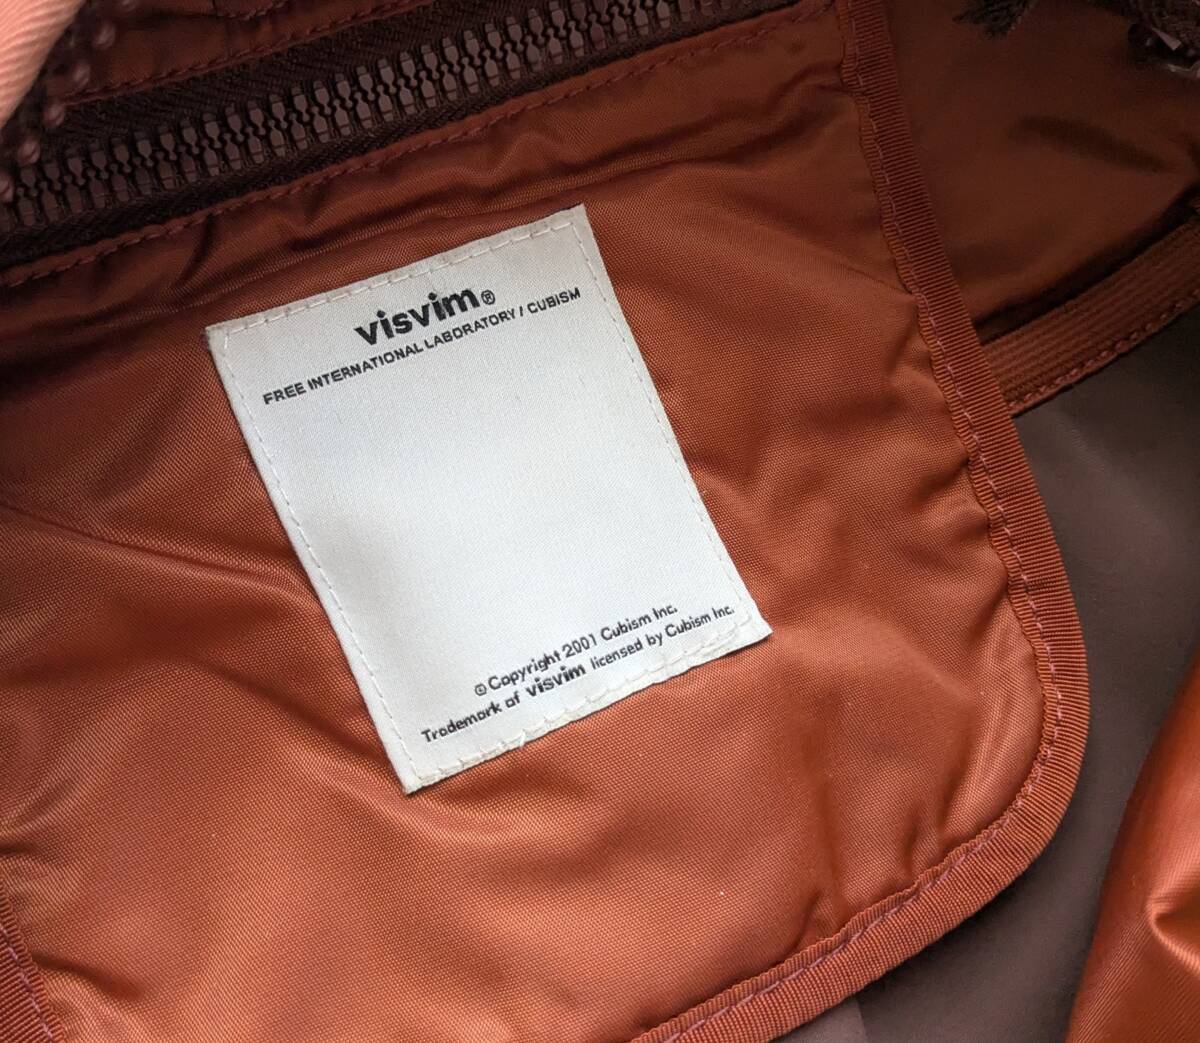 visvim®
FREE INTERNATIONAL LABORATORY / CUBISM
© Copyright 2001 Cubism Inc.
Trademark of visvim licensed by Cubism Inc.